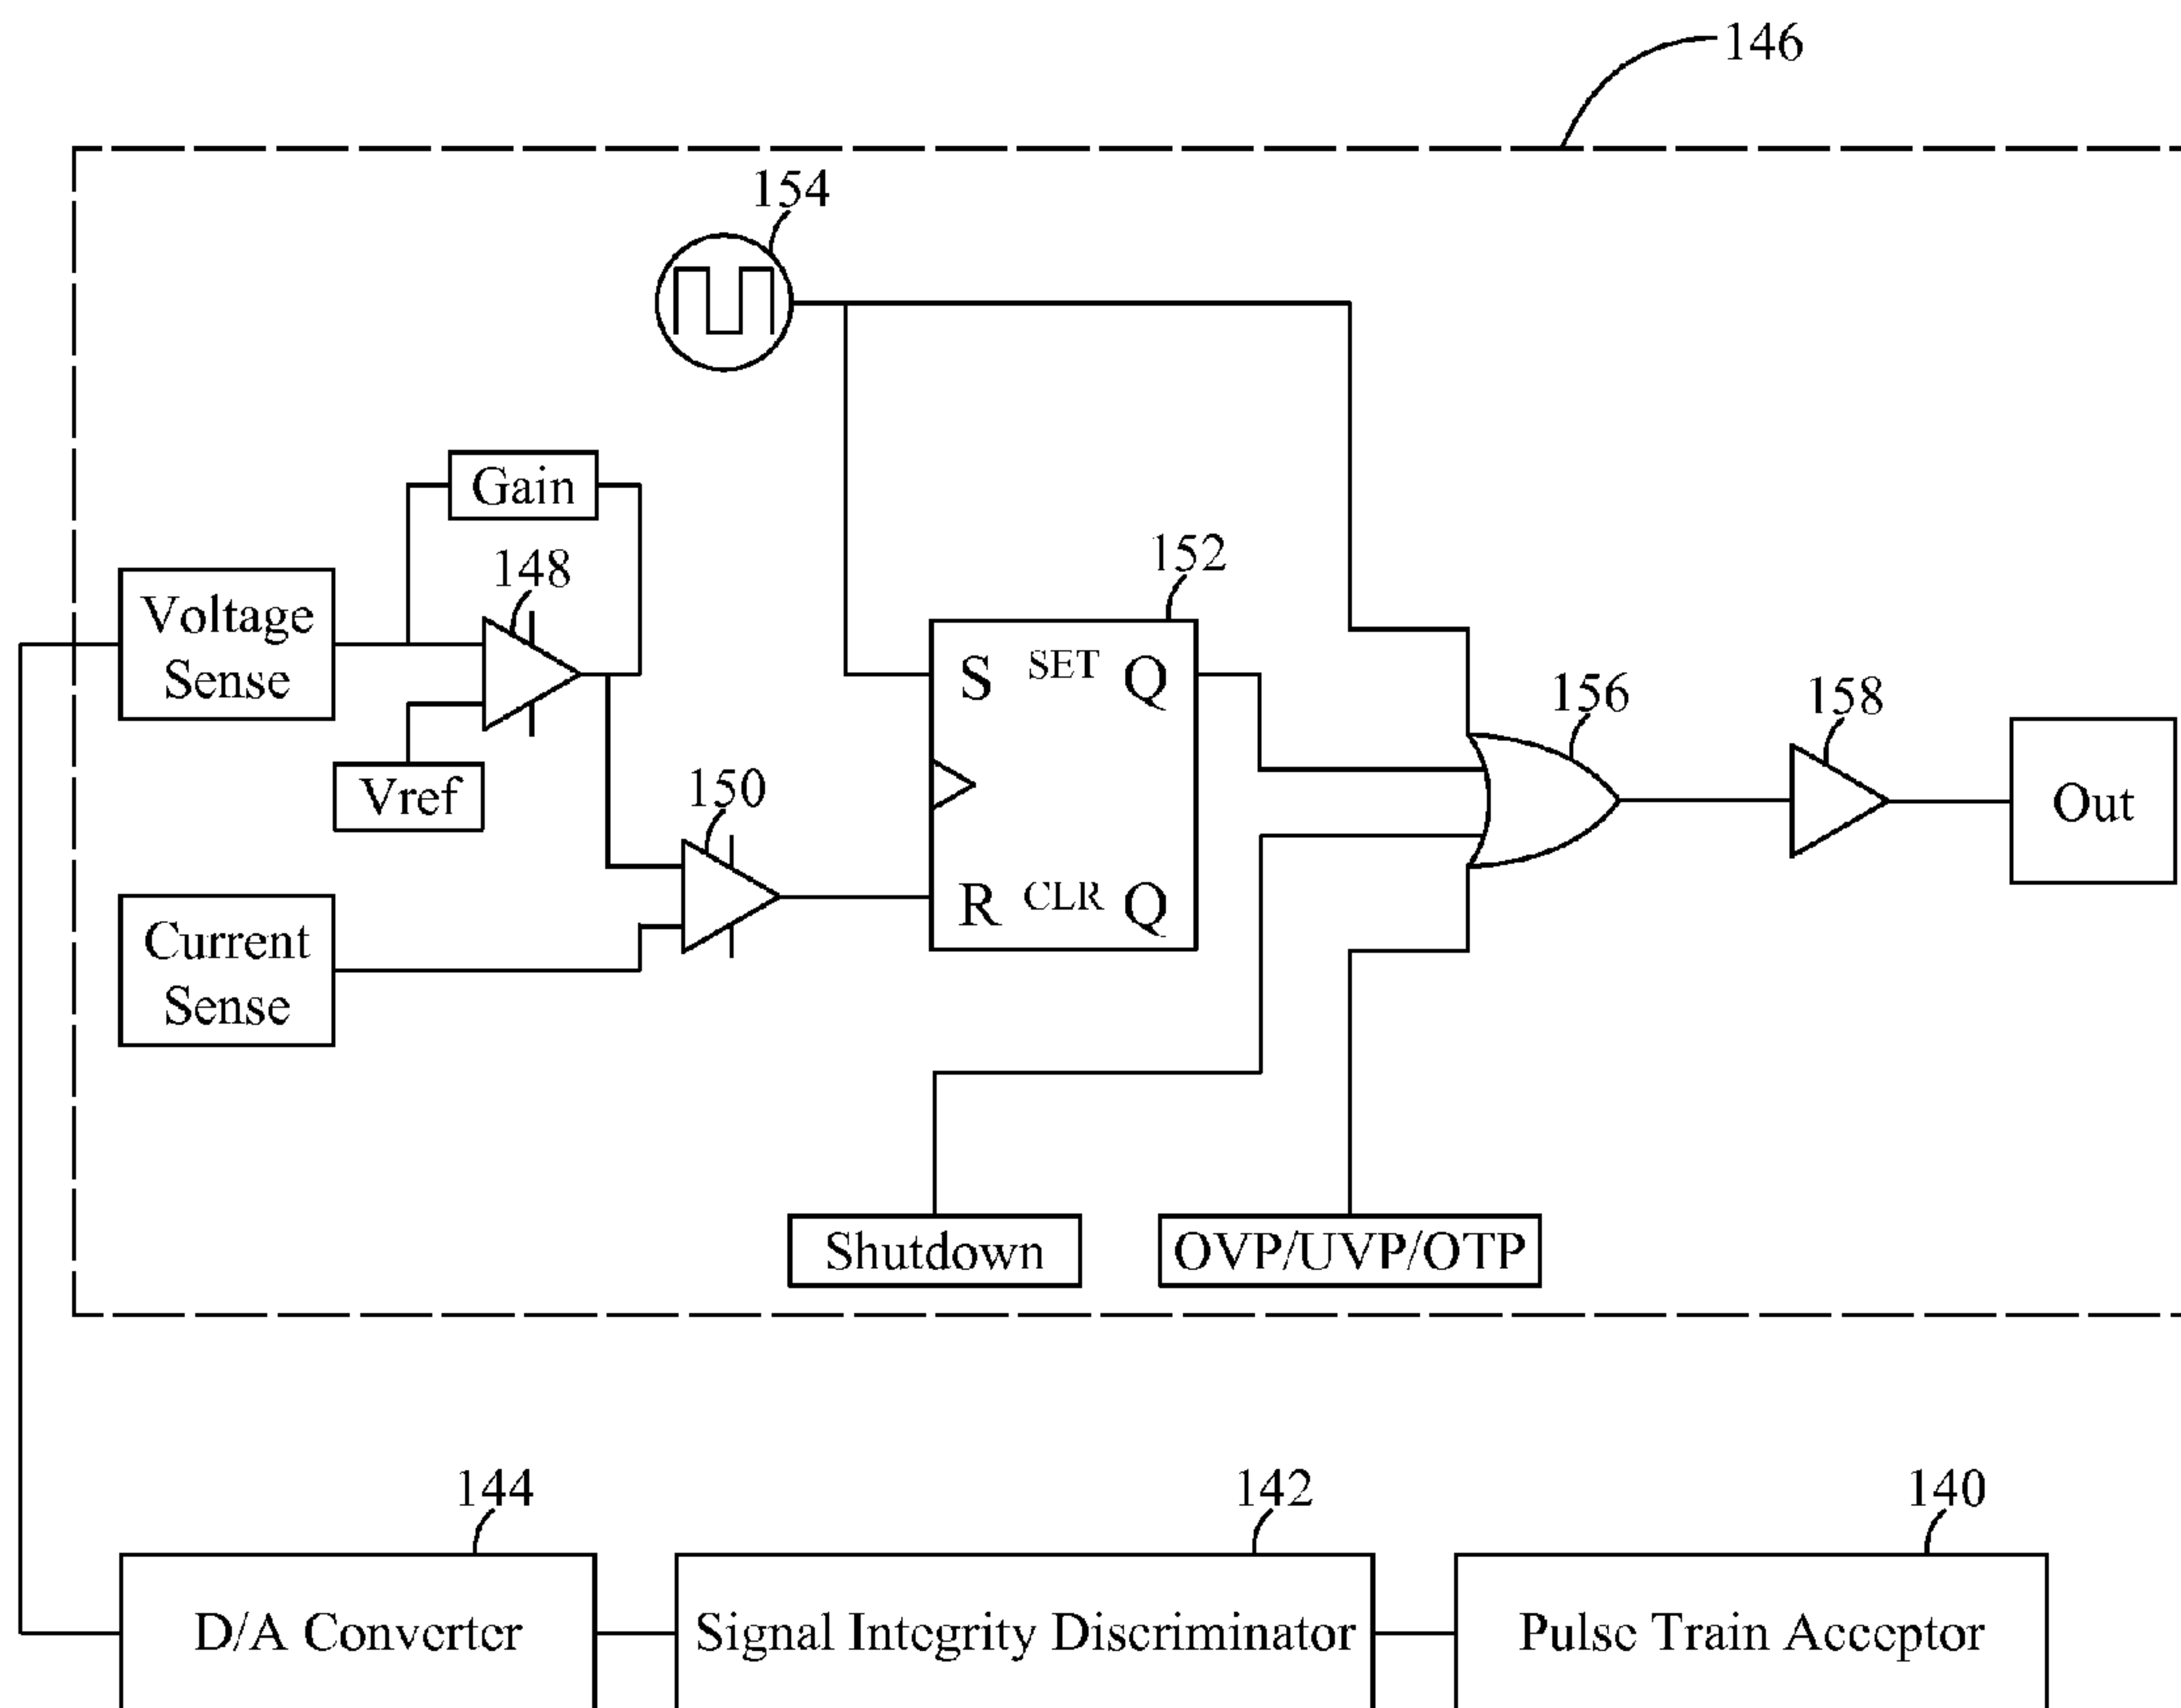 146
154
Gain
148
152
Voltage
Sense
S SET Q
156
158
Vref
150
Out
R CLR Q
Current
Sense
Shutdown
OVP/UVP/OTP
144
142
140
D/A Converter
Signal Integrity Discriminator
Pulse Train Acceptor